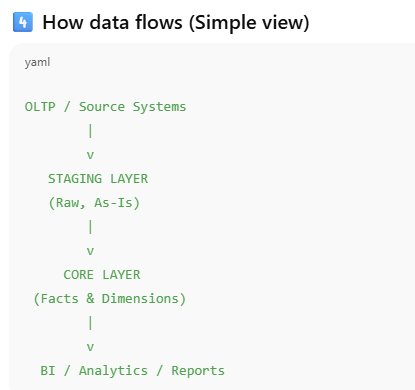 4 How data flows (Simple view)
yaml
OLTP / Source Systems
|
v
STAGING LAYER
(Raw, As-Is)
|
v
CORE LAYER
(Facts & Dimensions)
|
v
BI / Analytics / Reports